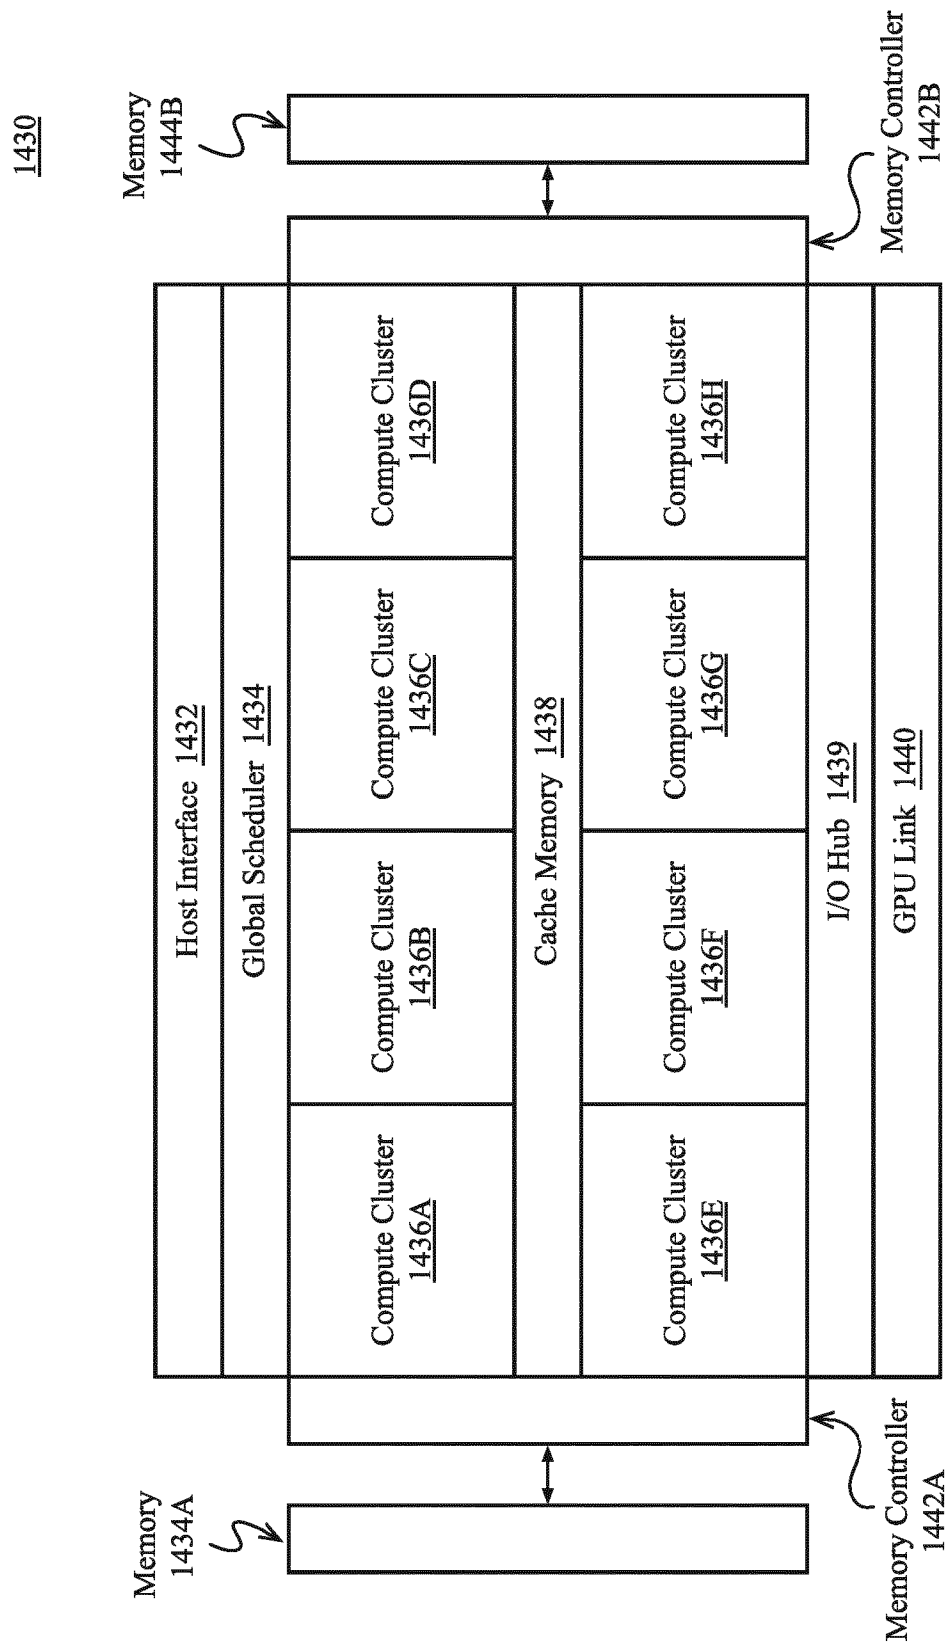 1430
Memory
1434A
Memory
1444B
Host Interface 1432
Global Scheduler 1434
Compute Cluster
1436A
Compute Cluster
1436B
Compute Cluster
1436C
Compute Cluster
1436D
Cache Memory 1438
Compute Cluster
1436E
Compute Cluster
1436F
Compute Cluster
1436G
Compute Cluster
1436H
I/O Hub 1439
GPU Link 1440
Memory Controller
1442A
Memory Controller
1442B